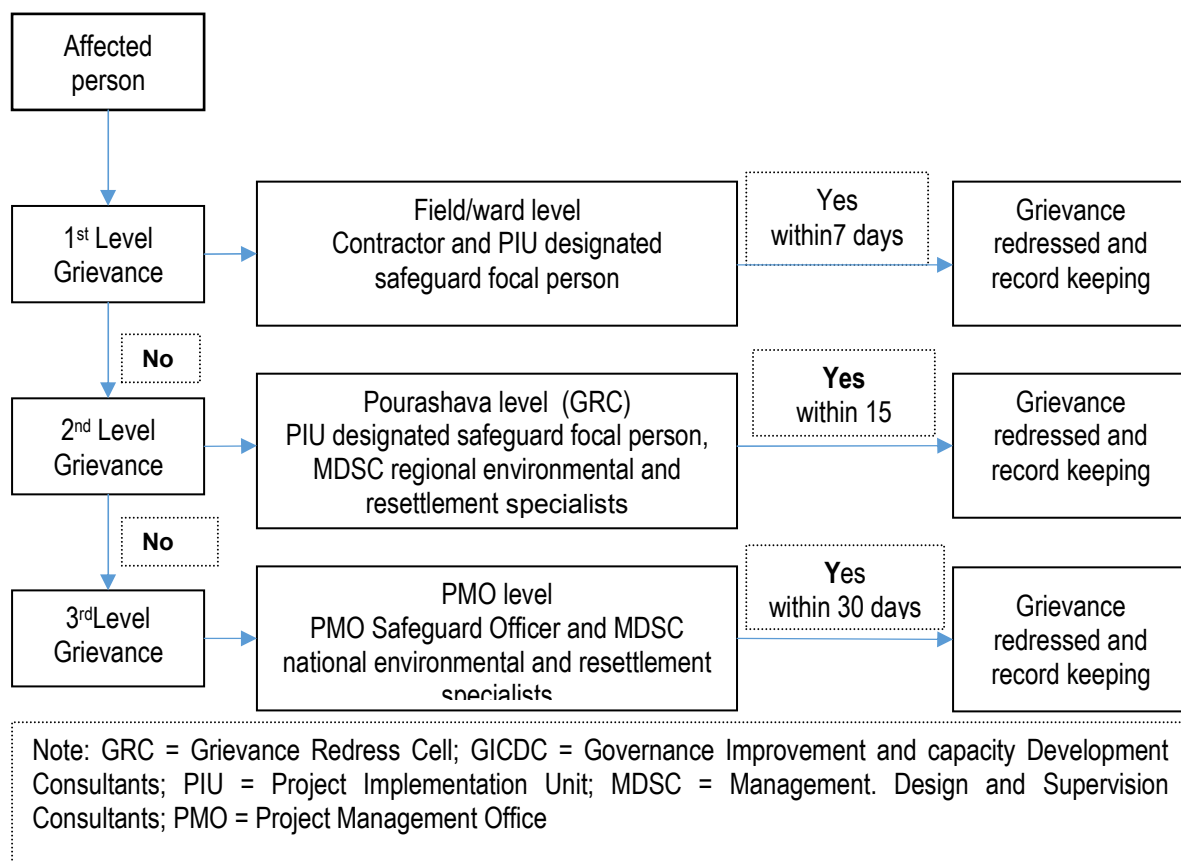 Affected
person
1st Level
Grievance
Field/ward level
Contractor and PIU designated
safeguard focal person
Yes
within7 days
Grievance
redressed and
record keeping
No
2nd Level
Grievance
Pourashava level (GRC)
PIU designated safeguard focal person,
MDSC regional environmental and
resettlement specialists
Yes
within 15
Grievance
redressed and
record keeping
No
3rdLevel
Grievance
PMO level
PMO Safeguard Officer and MDSC
national environmental and resettlement
specialists
Yes
within 30 days
Grievance
redressed and
record keeping
Note: GRC = Grievance Redress Cell; GICDC = Governance Improvement and capacity Development
Consultants; PIU = Project Implementation Unit; MDSC = Management. Design and Supervision
Consultants; PMO = Project Management Office